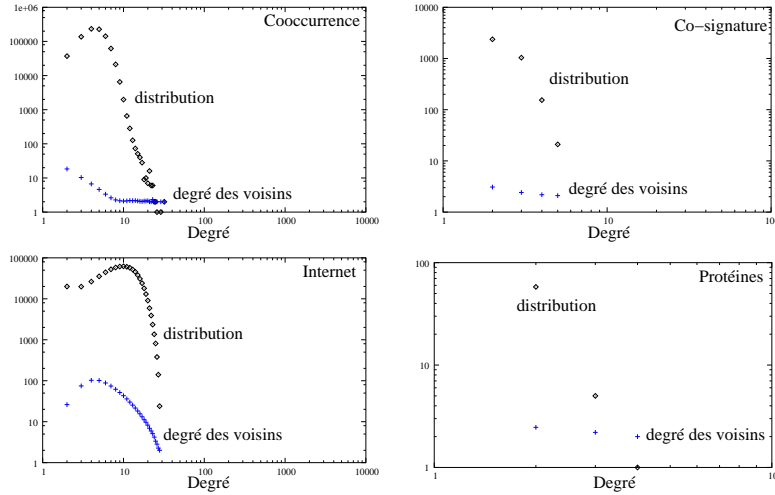 Cooccurrence
1e+06
100000
10000
1000
100
10
1
distribution
degré des voisins
1 10 100 1000 10000
Degré
Co−signature
10000
1000
100
10
1
distribution
degré des voisins
1 10 100
Degré
Internet
100000
10000
1000
100
10
1
distribution
degré des voisins
1 10 100 1000 10000
Degré
Protéines
100
10
1
distribution
degré des voisins
1 10
Degré